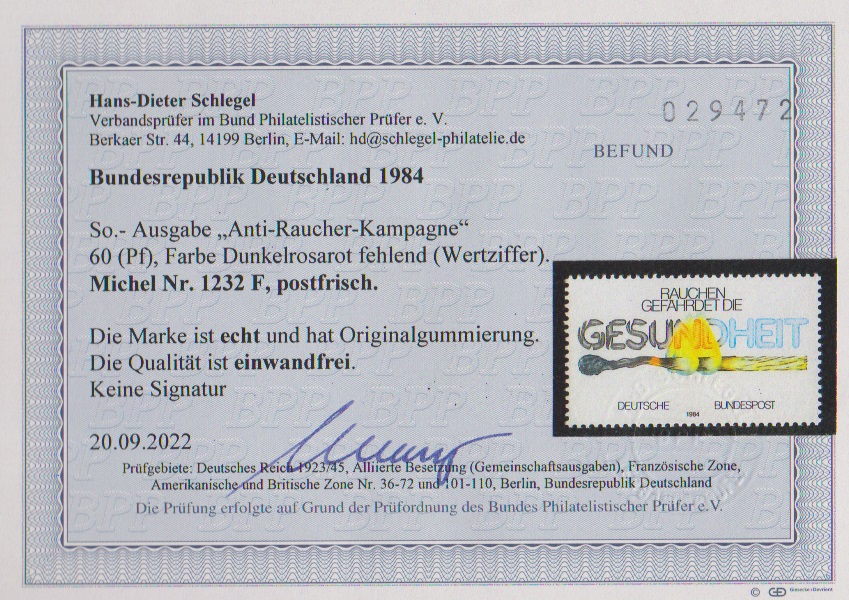 Hans-Dieter Schlegel
029472
Verbandsprüfer im Bund Philatelistischer Prüfer e. V.
Berkaer Str. 44, 14199 Berlin, E-Mail: hd@schlegel-philatelie.de
BEFUND
Bundesrepublik Deutschland 1984
So.- Ausgabe „Anti-Raucher-Kampagne“
60 (Pf), Farbe Dunkelrosarot fehlend (Wertziffer).
Michel Nr. 1232 F, postfrisch.
RAUCHEN
GEFÄHRDET DIE
GESUNDHEIT
DEUTSCHE BUNDESPOST
1984
Die Marke ist echt und hat Originalgummierung.
Die Qualität ist einwandfrei.
Keine Signatur
20.09.2022
Prüfgebiete: Deutsches Reich 1923/45, Alliierte Besetzung (Gemeinschaftsausgaben), Französische Zone,
Amerikanische und Britische Zone Nr. 36-72 und 101-110, Berlin, Bundesrepublik Deutschland
Die Prüfung erfolgte auf Grund der Prüfordnung des Bundes Philatelistischer Prüfer e.V.
© GD Giesecke & Devrient